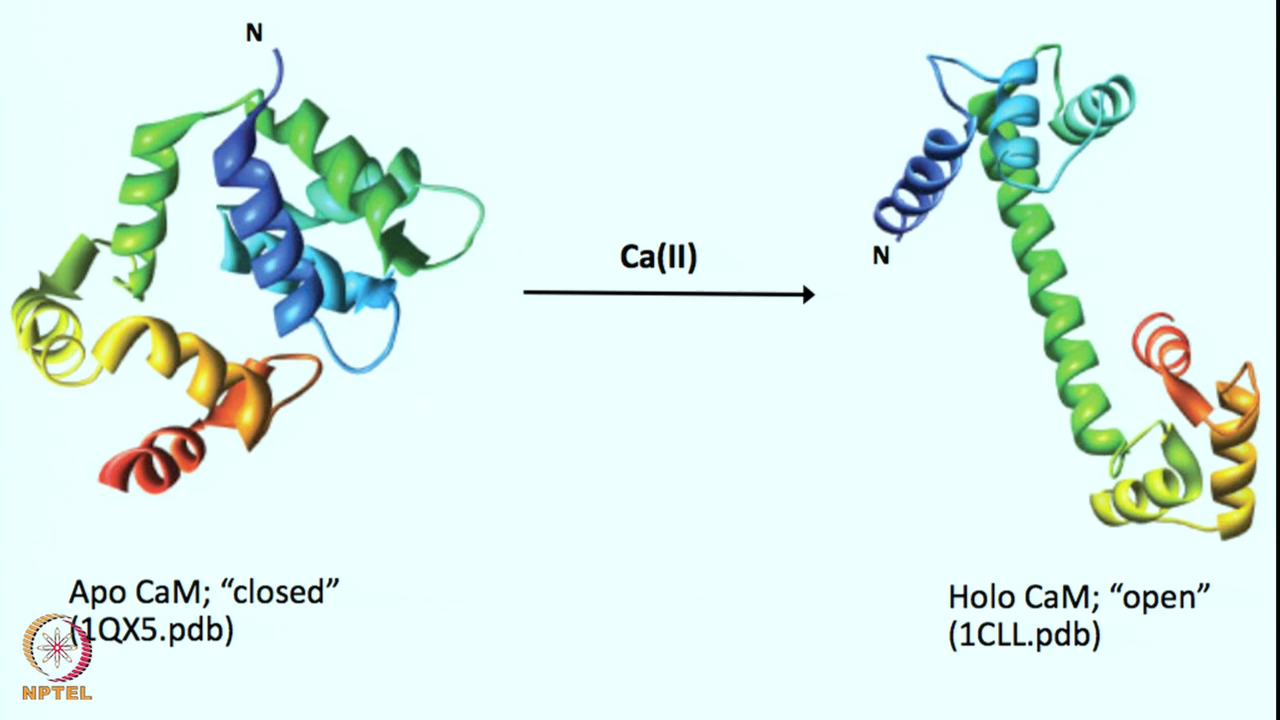 N
Ca(II)
N
Apo CaM; “closed”
(1QX5.pdb)
Holo CaM; “open”
(1CLL.pdb)
NPTEL